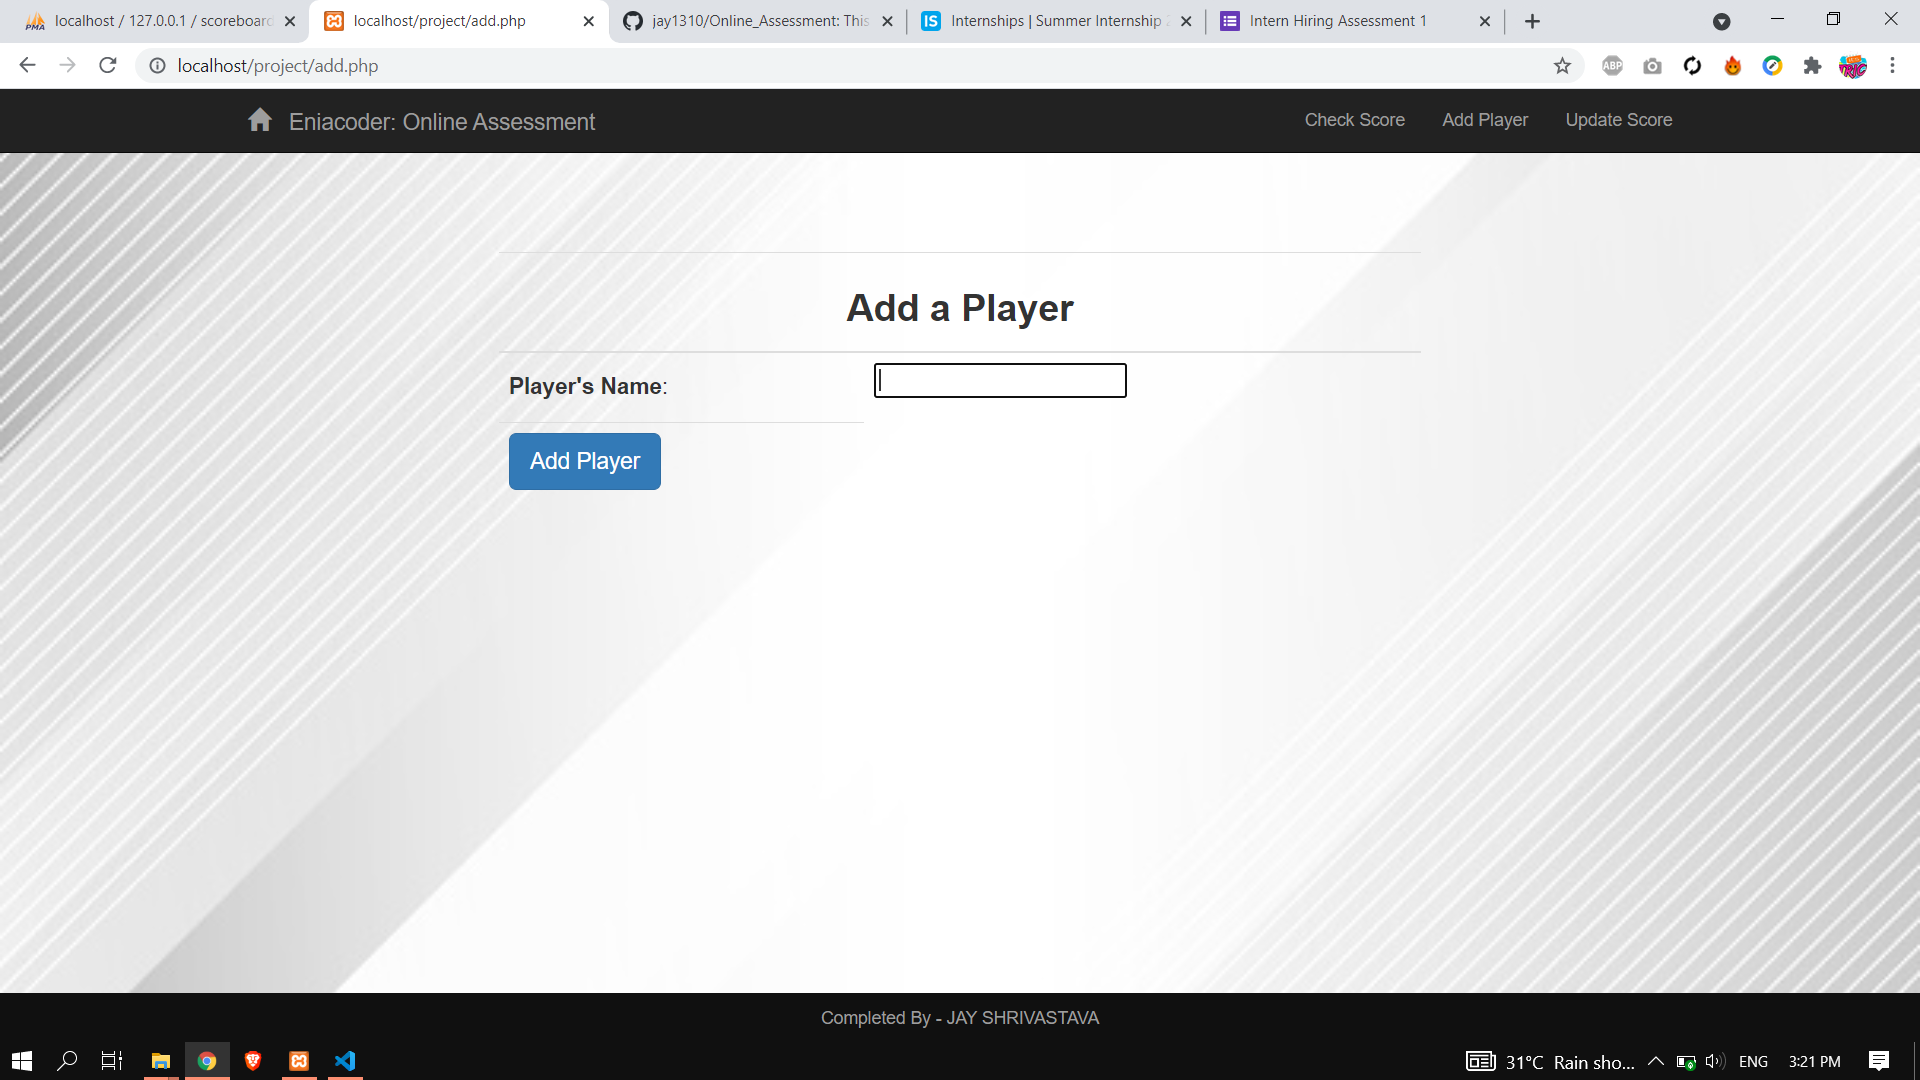 localhost / 127.0.0.1 / scoreboard
localhost/project/add.php
jay1310/Online_Assessment: This
Internships | Summer Internship
Intern Hiring Assessment 1
localhost/project/add.php
ABP
Eniacoder: Online Assessment
Check Score
Add Player
Update Score
Add a Player
Player's Name:
Add Player
Completed By - JAY SHRIVASTAVA
31°C Rain sho...
ENG
3:21 PM